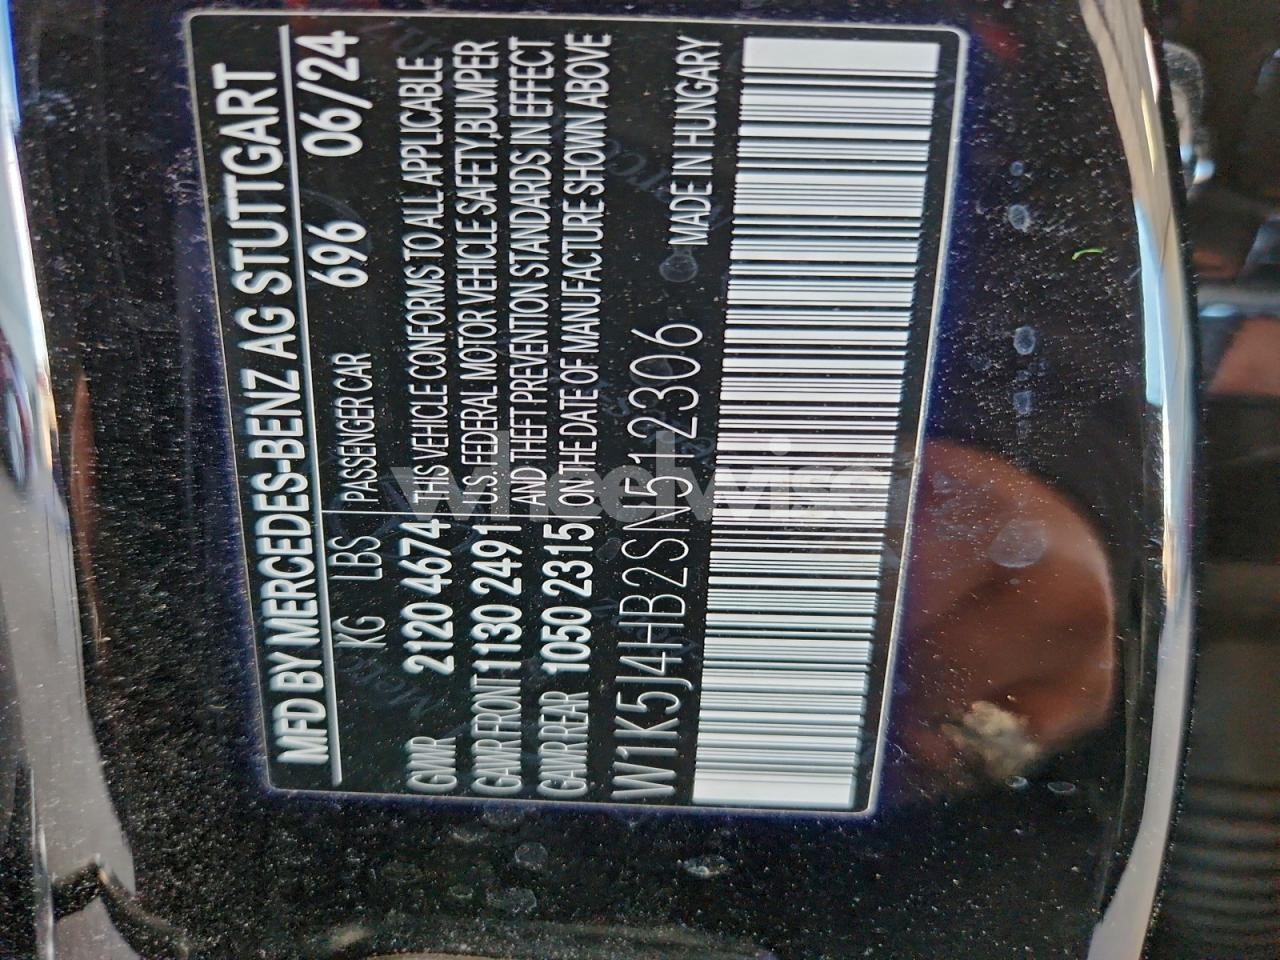 MFD BY MERCEDES-BENZ AG STUTTGART
KG LBS PASSENGER CAR 696 06/24
GVWR 2120 4674 THIS VEHICLE CONFORMS TO ALL APPLICABLE
GAWR FRONT 1130 2491 U.S. FEDERAL MOTOR VEHICLE SAFETY,BUMPER
GAWR REAR 1050 2315 AND THEFT PREVENTION STANDARDS IN EFFECT
ON THE DATE OF MANUFACTURE SHOWN ABOVE
W1K5J4HB2SN512306 MADE IN HUNGARY
wheelwise